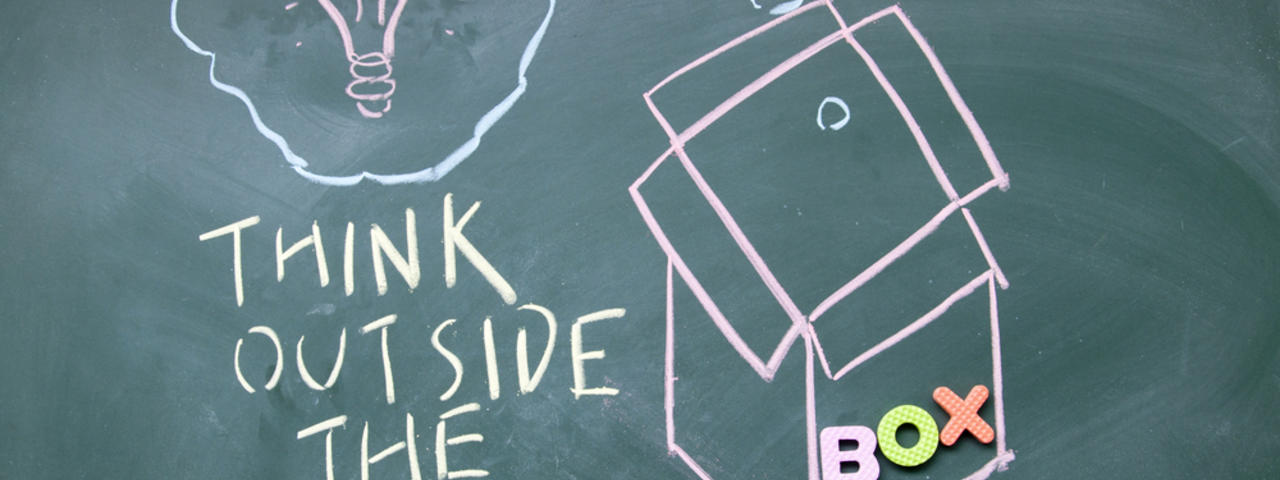 THINK
OUTSIDE
THE
BOX